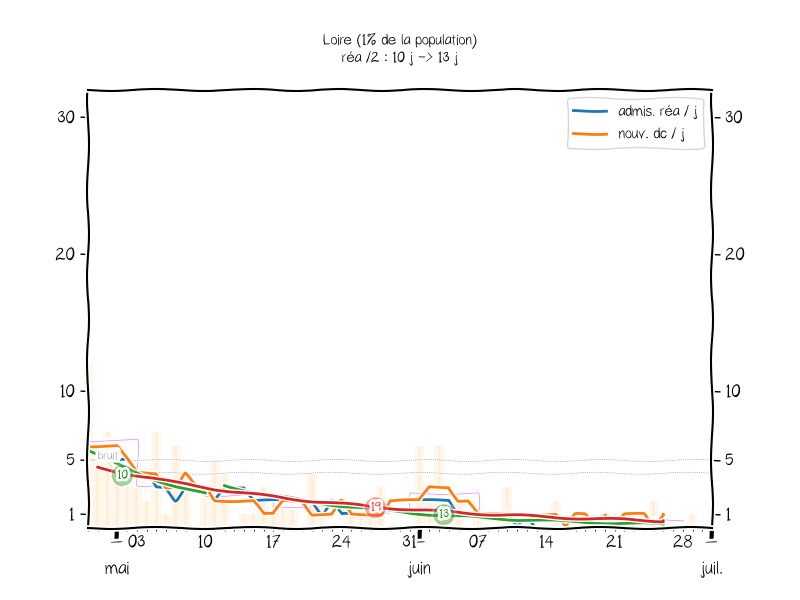 Loire (1% de la population)
réa /2 : 10 j -> 13 j
admis. réa / j
nouv. dc / j
30
30
20
20
10
10
5
5
1
1
bruit
10
19
13
03
10
17
24
31
07
14
21
28
mai
juin
juil.